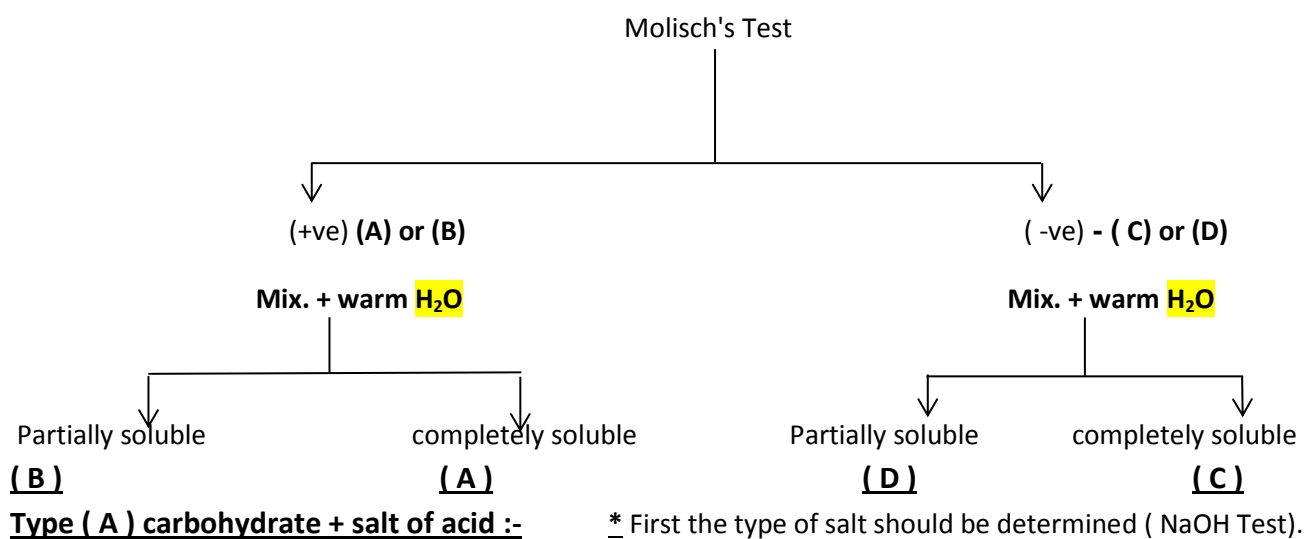 Molisch's Test
(+ve) (A) or (B) ( -ve) - ( C) or (D)
Mix. + warm H₂O Mix. + warm H₂O
Partially soluble completely soluble Partially soluble completely soluble
( B ) ( A ) ( D ) ( C )
Type ( A ) carbohydrate + salt of acid :- * First the type of salt should be determined ( NaOH Test).